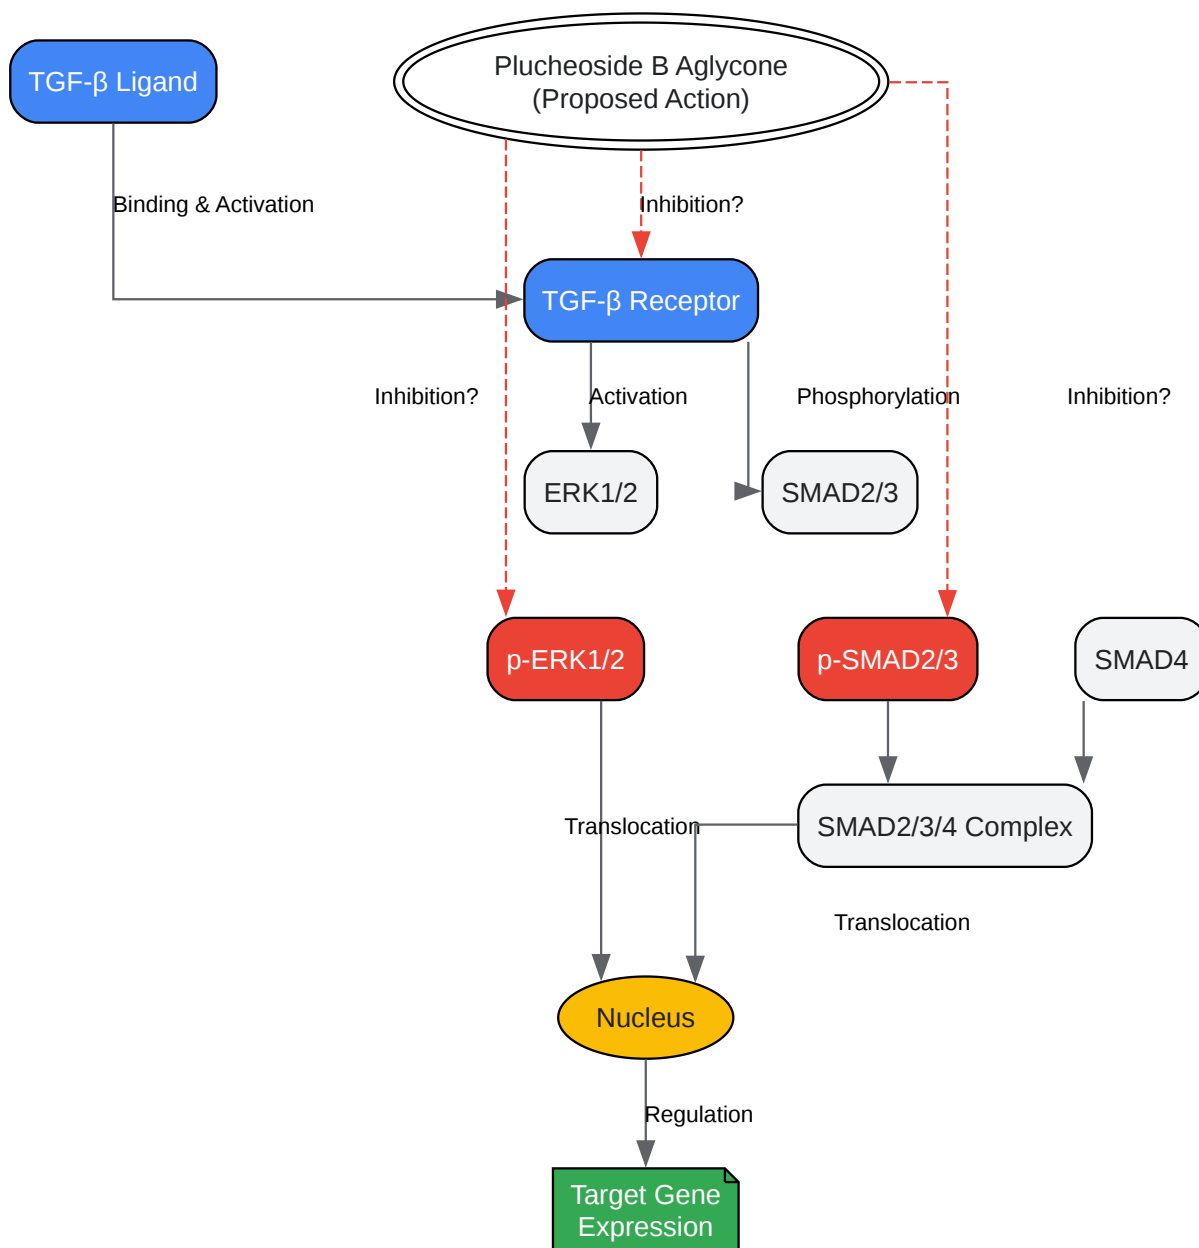 TGF-β Ligand
Plucheoside B Aglycone
(Proposed Action)
Binding & Activation
Inhibition?
TGF-β Receptor
Inhibition?
Activation
Phosphorylation
Inhibition?
ERK1/2
SMAD2/3
p-ERK1/2
p-SMAD2/3
SMAD4
Translocation
SMAD2/3/4 Complex
Translocation
Nucleus
Regulation
Target Gene
Expression